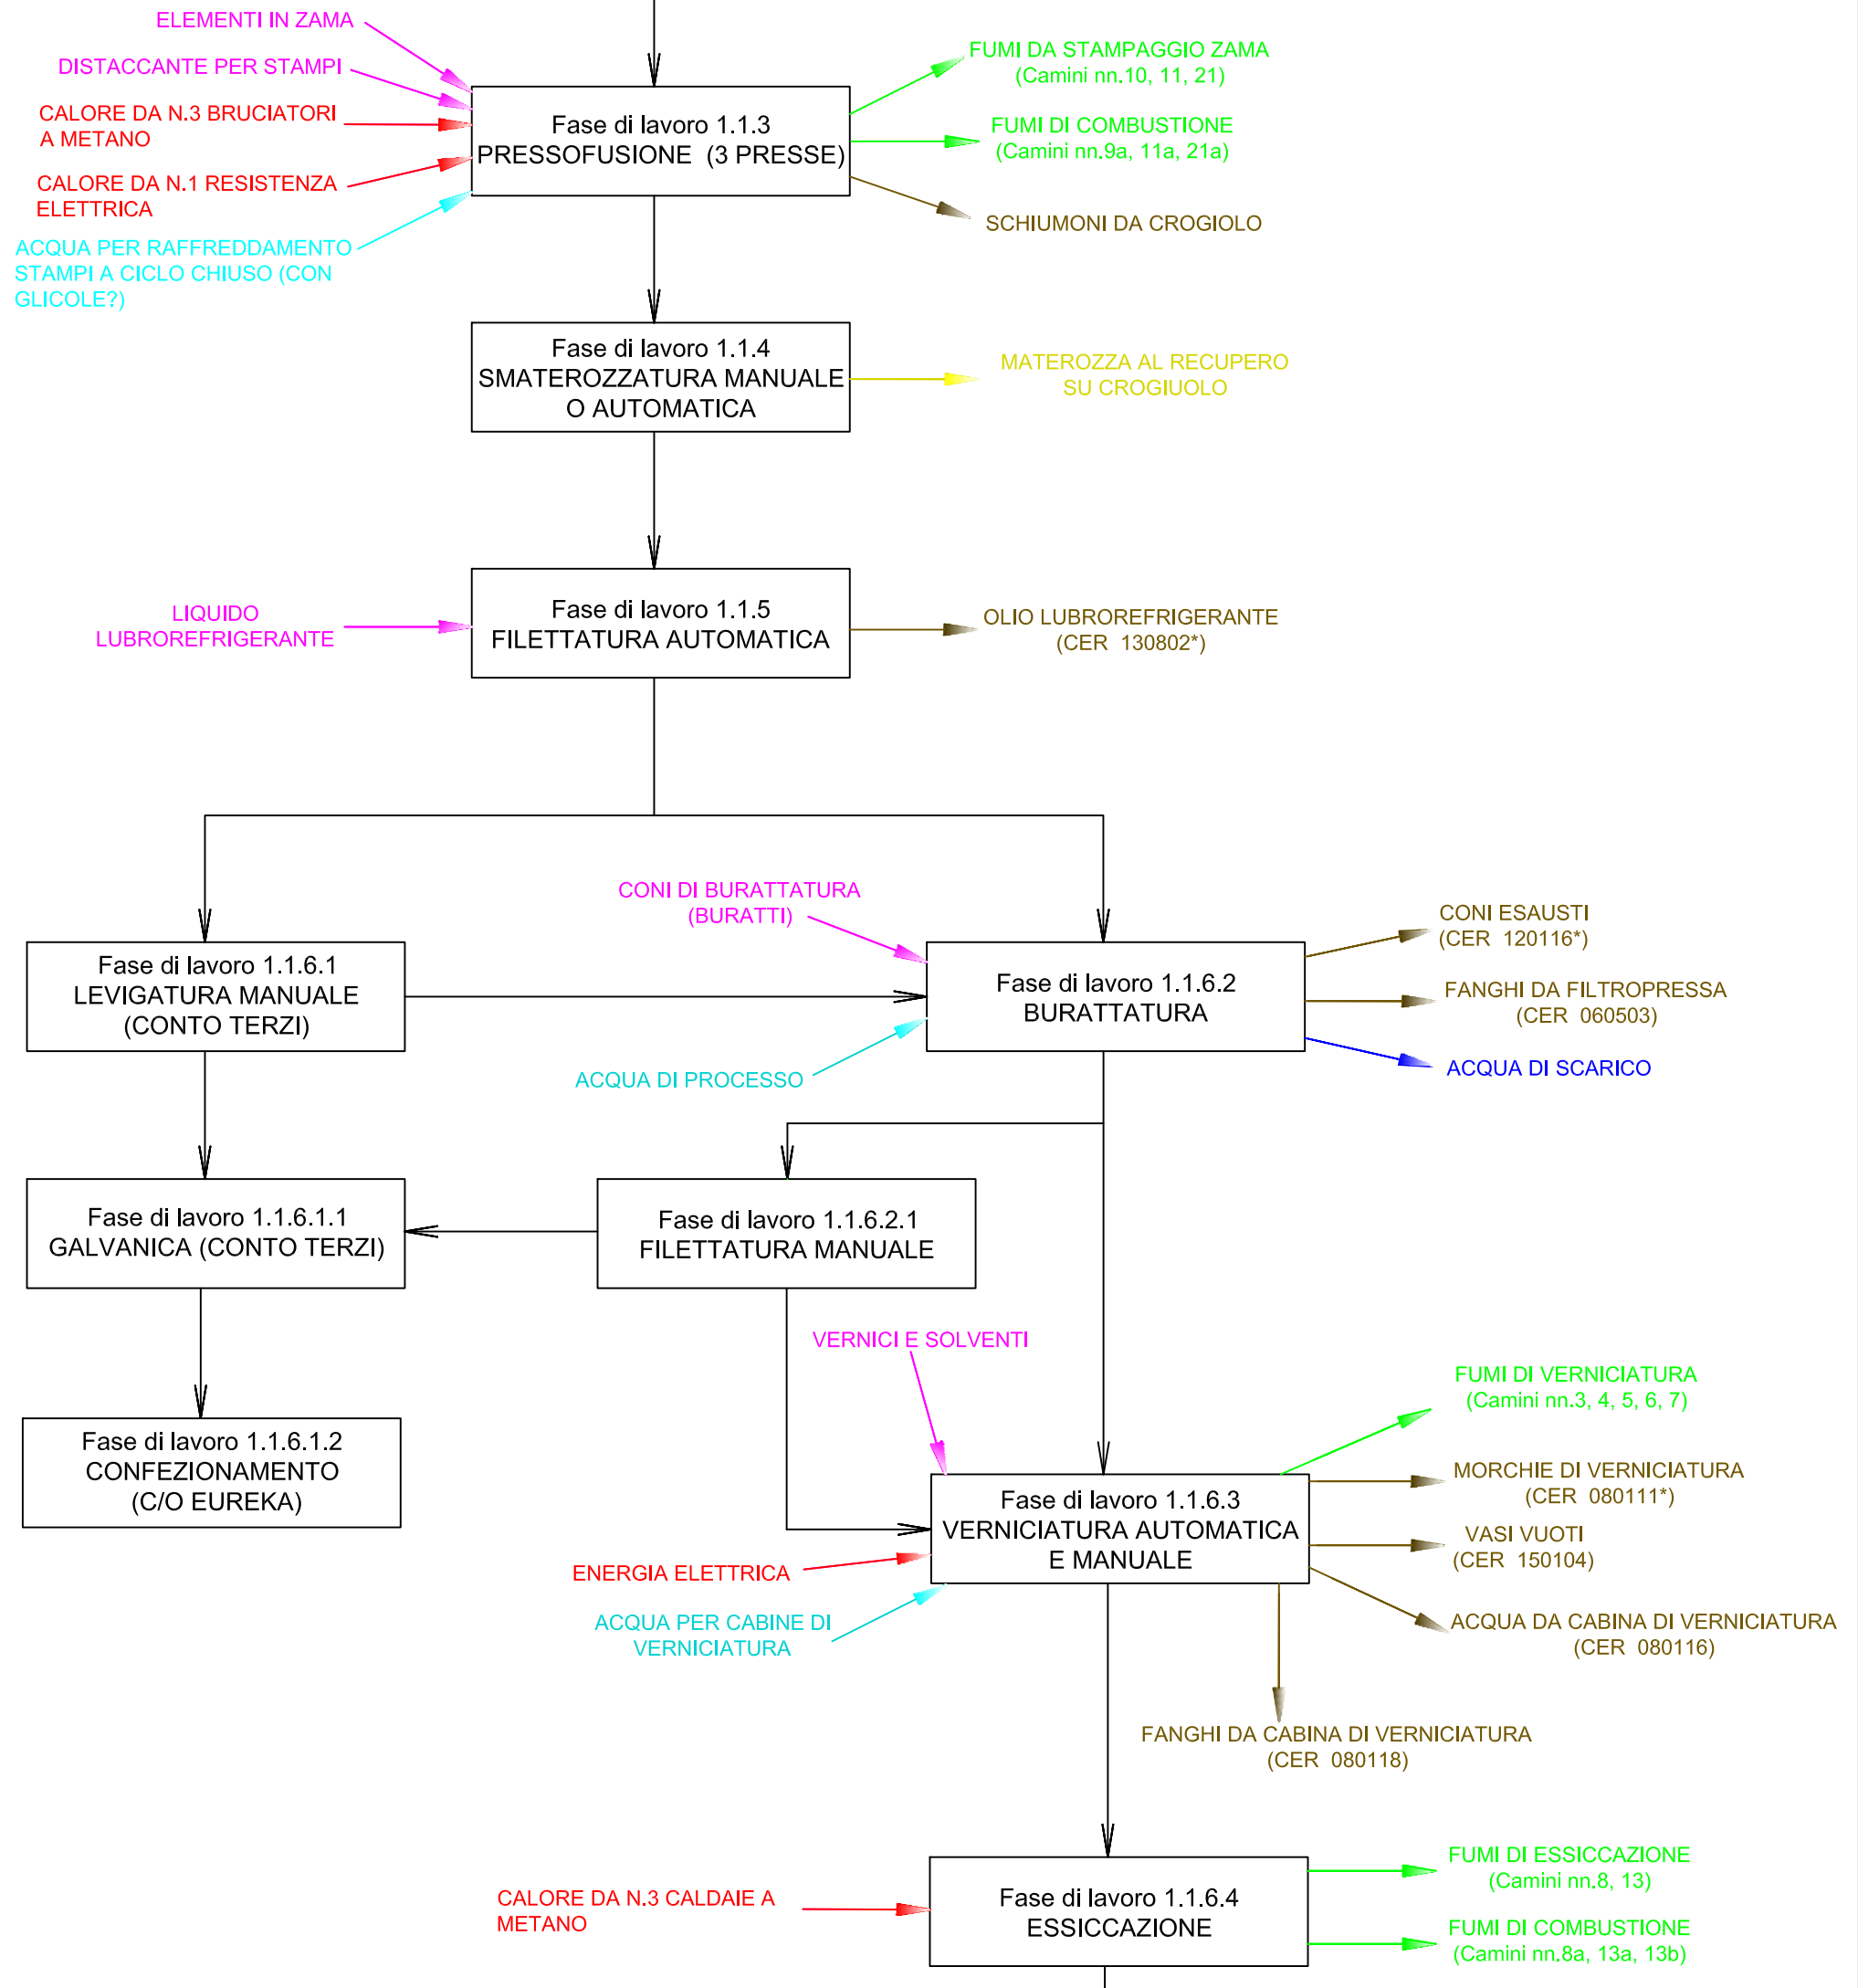 ELEMENTI IN ZAMA
DISTACCANTE PER STAMPI
CALORE DA N.3 BRUCIATORI
A METANO
CALORE DA N.1 RESISTENZA
ELETTRICA
ACQUA PER RAFFREDDAMENTO
STAMPI A CICLO CHIUSO (CON
GLICOLE?)
Fase di lavoro 1.1.3
PRESSOFUSIONE (3 PRESSE)
FUMI DA STAMPAGGIO ZAMA
(Camini nn.10, 11, 21)
FUMI DI COMBUSTIONE
(Camini nn.9a, 11a, 21a)
SCHIUMONI DA CROGIOLO
Fase di lavoro 1.1.4
SMATEROZZATURA MANUALE
O AUTOMATICA
MATEROZZA AL RECUPERO
SU CROGIUOLO
LIQUIDO
LUBROREFRIGERANTE
Fase di lavoro 1.1.5
FILETTATURA AUTOMATICA
OLIO LUBROREFRIGERANTE
(CER 130802*)
CONI DI BURATTATURA
(BURATTI)
CONI ESAUSTI
(CER 120116*)
Fase di lavoro 1.1.6.1
LEVIGATURA MANUALE
(CONTO TERZI)
Fase di lavoro 1.1.6.2
BURATTATURA
FANGHI DA FILTROPRESSA
(CER 060503)
ACQUA DI PROCESSO
ACQUA DI SCARICO
Fase di lavoro 1.1.6.1.1
GALVANICA (CONTO TERZI)
Fase di lavoro 1.1.6.2.1
FILETTATURA MANUALE
VERNICI E SOLVENTI
FUMI DI VERNICIATURA
(Camini nn.3, 4, 5, 6, 7)
Fase di lavoro 1.1.6.1.2
CONFEZIONAMENTO
(C/O EUREKA)
Fase di lavoro 1.1.6.3
VERNICIATURA AUTOMATICA
E MANUALE
MORCHIE DI VERNICIATURA
(CER 080111*)
VASI VUOTI
(CER 150104)
ENERGIA ELETTRICA
ACQUA PER CABINE DI
VERNICIATURA
ACQUA DA CABINA DI VERNICIATURA
(CER 080116)
FANGHI DA CABINA DI VERNICIATURA
(CER 080118)
CALORE DA N.3 CALDAIE A
METANO
Fase di lavoro 1.1.6.4
ESSICCAZIONE
FUMI DI ESSICCAZIONE
(Camini nn.8, 13)
FUMI DI COMBUSTIONE
(Camini nn.8a, 13a, 13b)